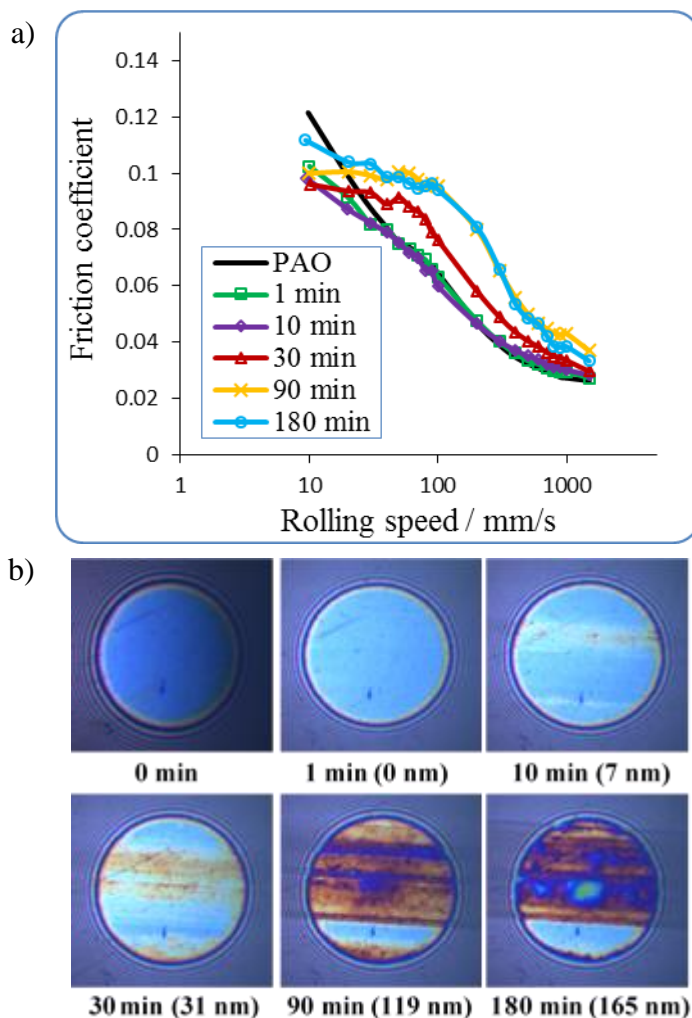 a)
0.14
0.12
0.1
0.08
0.06
0.04
0.02
0
Friction coefficient
PAO
1 min
10 min
30 min
90 min
180 min
1 10 100 1000
Rolling speed / mm/s
b)
0 min 1 min (0 nm) 10 min (7 nm)
30 min (31 nm) 90 min (119 nm) 180 min (165 nm)